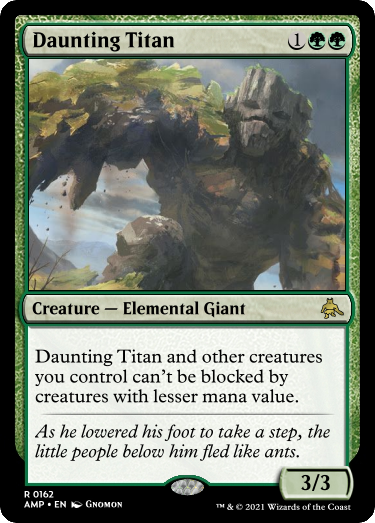 Daunting Titan 1
Creature — Elemental Giant
Daunting Titan and other creatures
you control can't be blocked by
creatures with lesser mana value.
As he lowered his foot to take a step, the
little people below him fled like ants.
3/3
R 0162
AMP • EN Gnomon
™ & © 2021 Wizards of the Coast